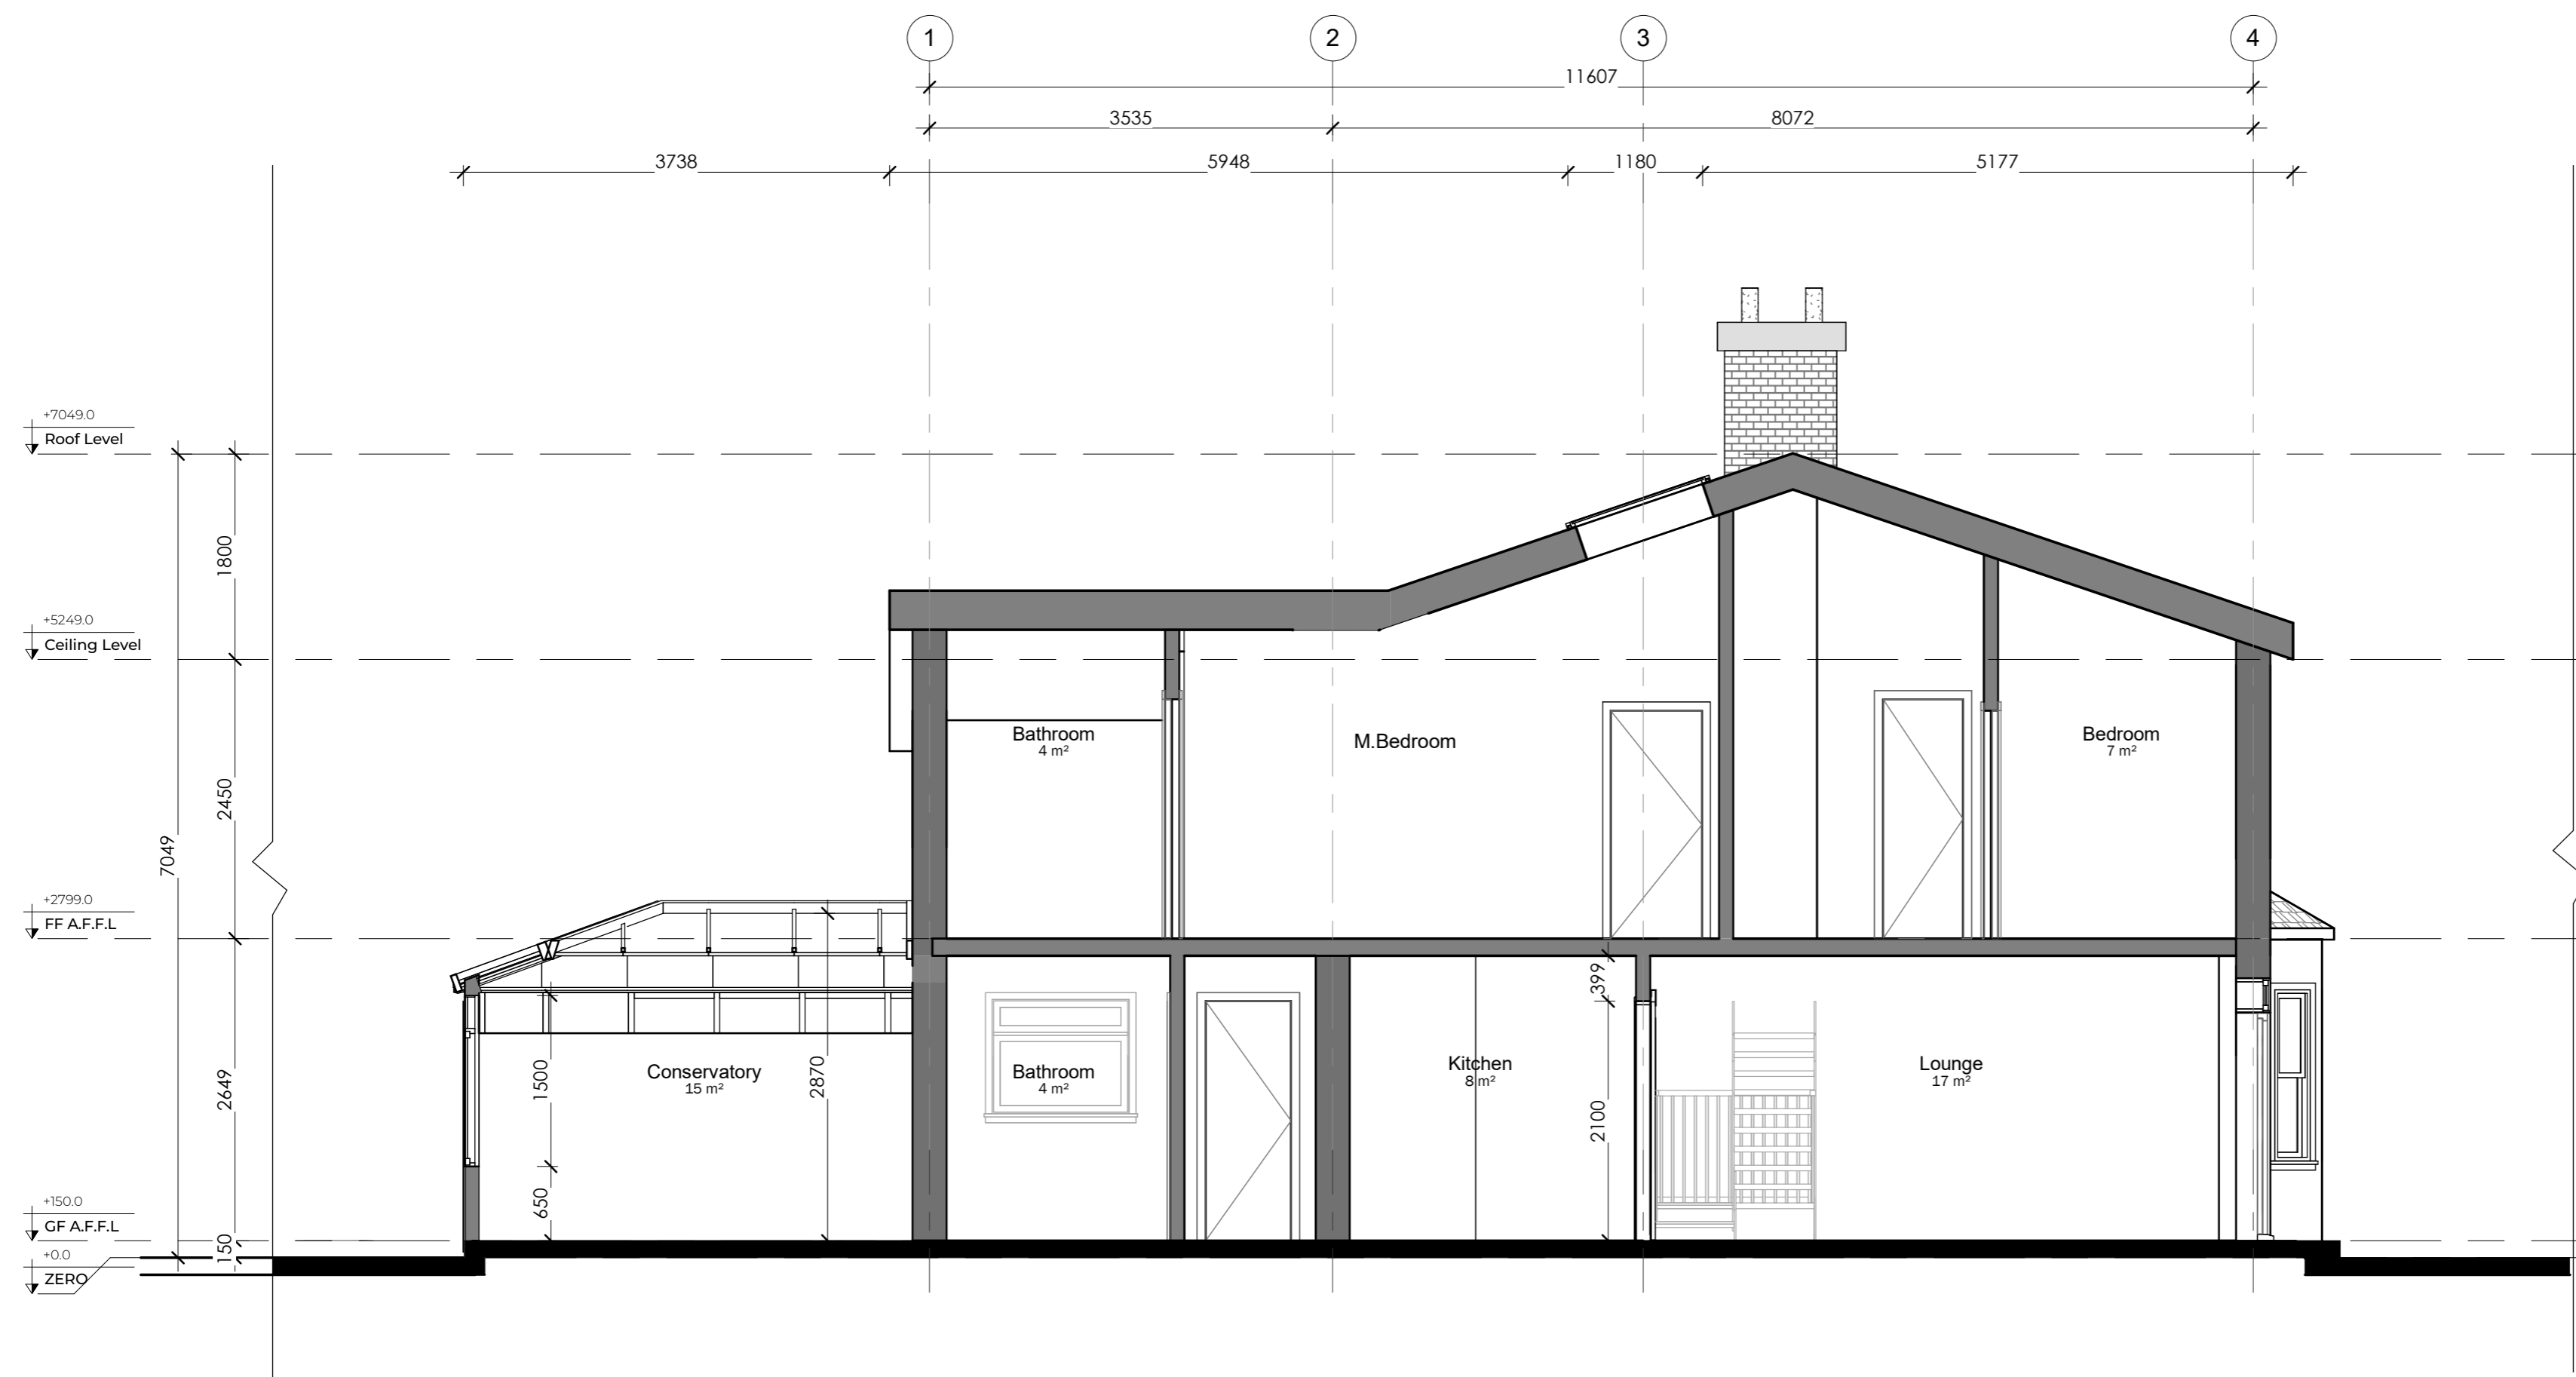 1
2
3
4
11607
3535
8072
3738
5948
1180
5177
+7049.0
Roof Level
1800
+5249.0
Ceiling Level
Bathroom
4 m²
M.Bedroom
Bedroom
7 m²
2450
7049
+2799.0
FF A.F.F.L
399
Conservatory
15 m²
1500
2870
Bathroom
4 m²
Kitchen
8 m²
Lounge
17 m²
2649
2100
650
+150.0
GF A.F.F.L
150
+0.0
ZERO